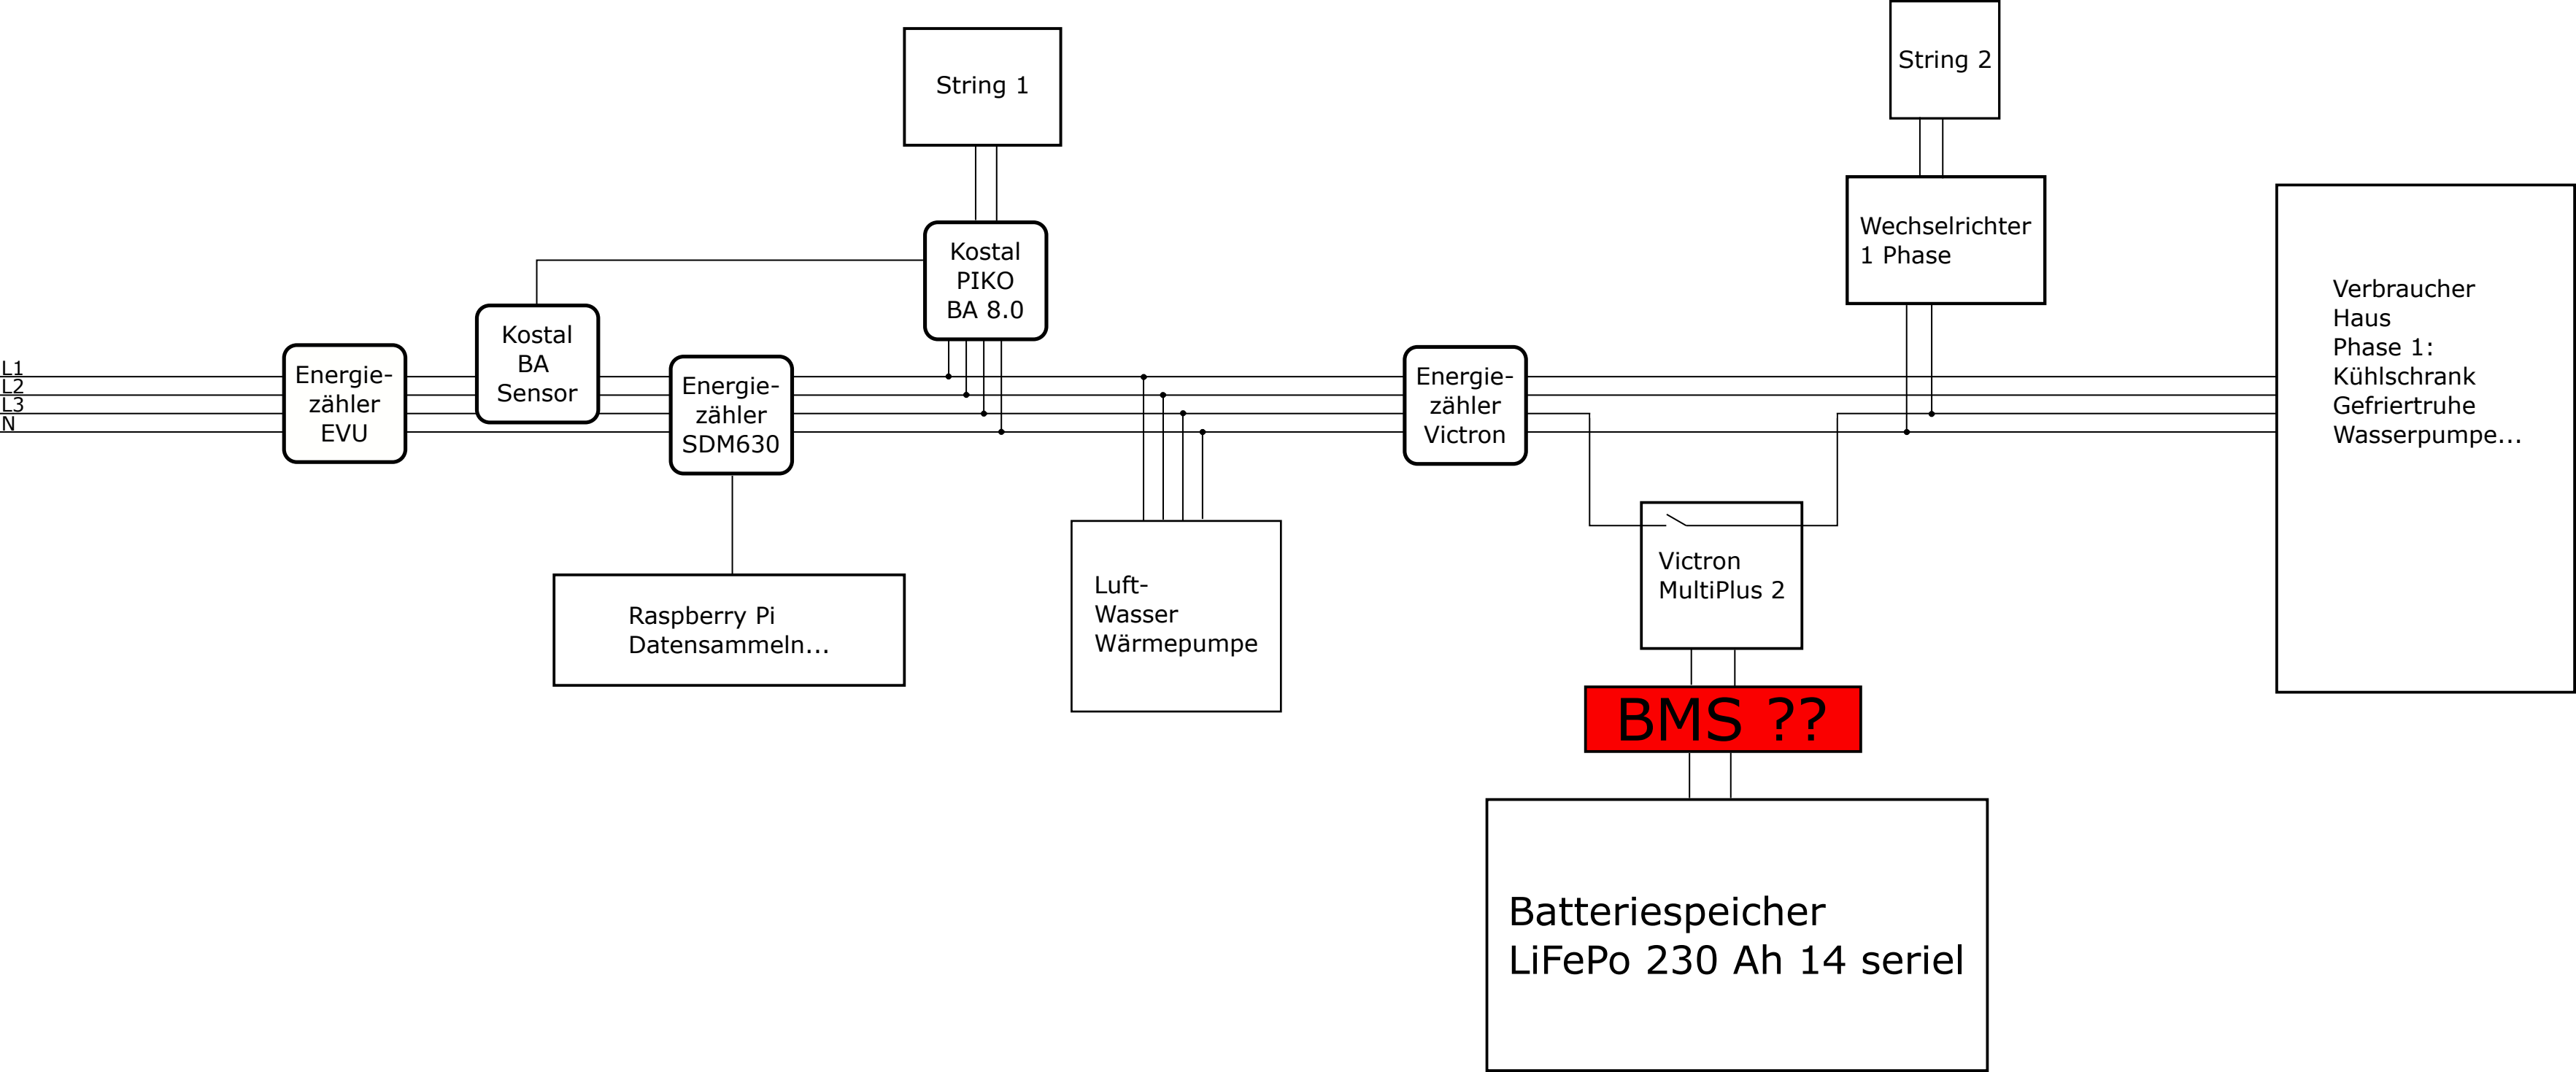 String 1
String 2
Kostal
PIKO
BA 8.0
Wechselrichter
1 Phase
Kostal
BA
Sensor
L1
L2
L3
N
Energie-
zähler
EVU
Energie-
zähler
SDM630
Energie-
zähler
Victron
Verbraucher
Haus
Phase 1:
Kühlschrank
Gefriertruhe
Wasserpumpe...
Raspberry Pi
Datensammeln...
Luft-
Wasser
Wärmepumpe
Victron
MultiPlus 2
BMS ??
Batteriespeicher
LiFePo 230 Ah 14 seriel